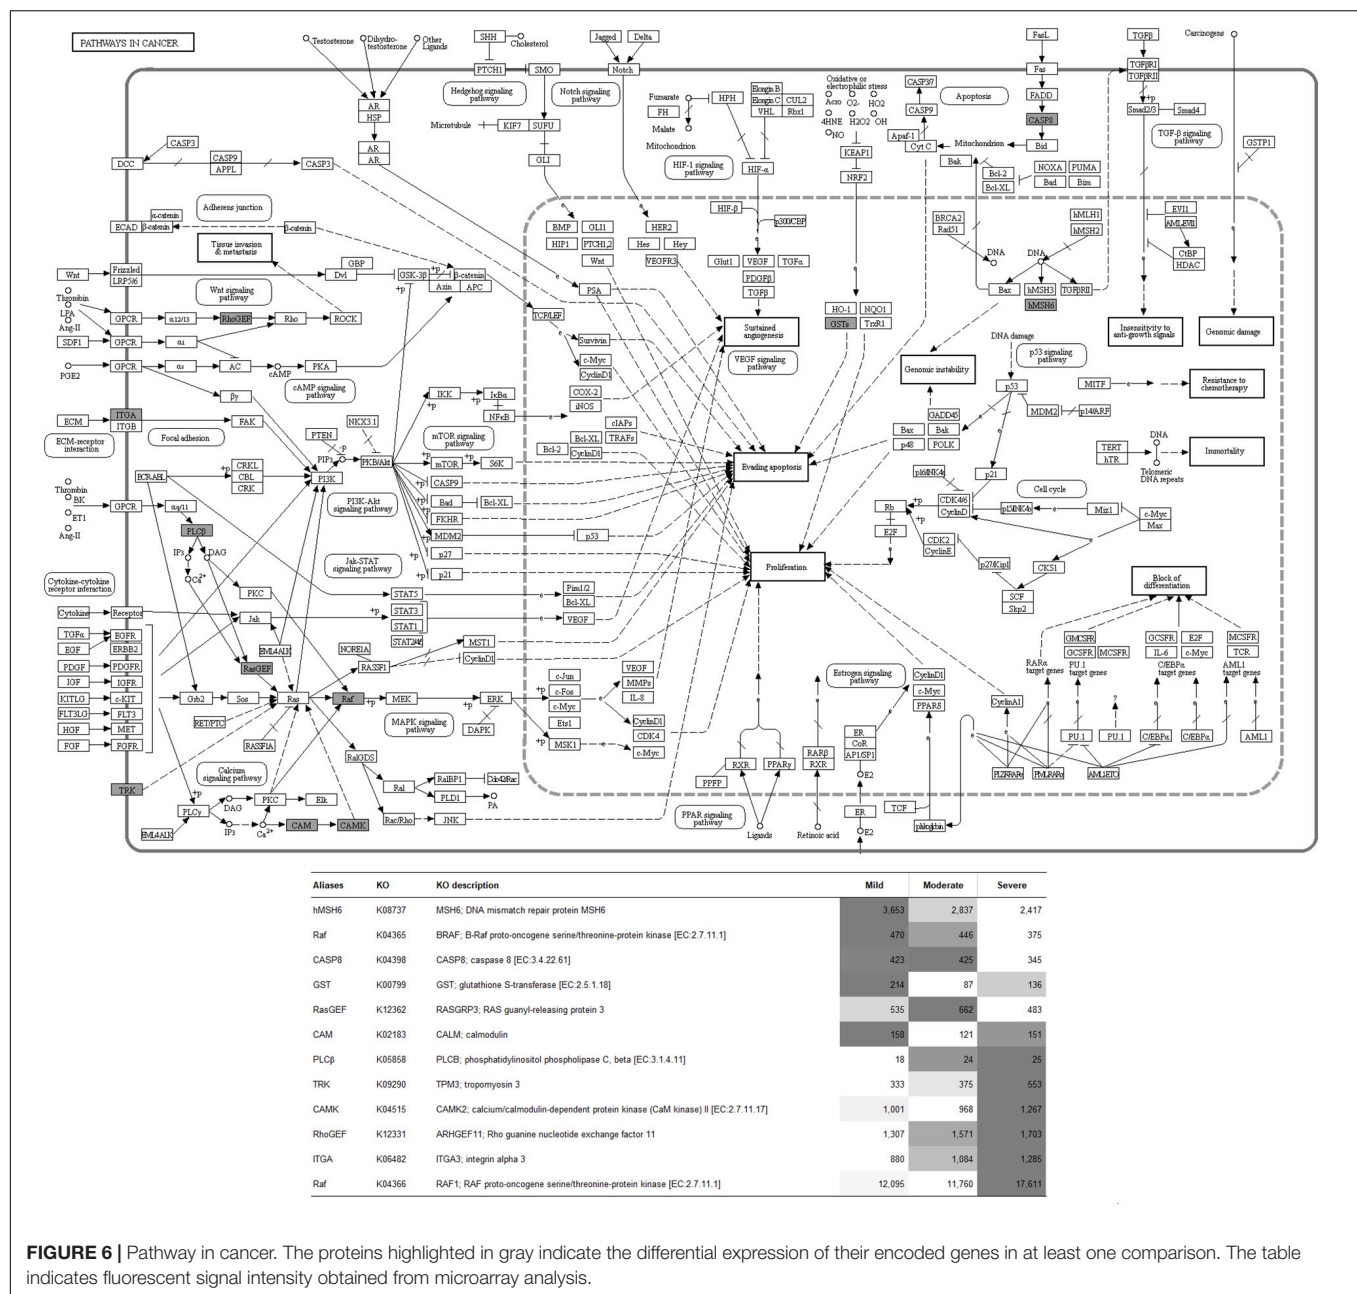 PATHWAYS IN CANCER
Testosterone
Dihydro-
testosterone
Other
Ligands
SHH
Cholesterol
Jagged
Delta
FasL
TGFβ
Carcinogens
PTCH1
SMO
Notch
Hedgehog signaling
pathway
Notch signaling
pathway
Fumarate
FH
Malate
Mitochondrion
HPH
Elongin B
Elongin C
CUL2
VHL
Rbx1
HIF-1 signaling
pathway
HIF-α
Oxidative or
electrophilic stress
Acro
O2-
HO2
4HNE
H2O2
OH
NO
KEAP1
NRF2
CASP3/7
CASP9
Apaf-1
Cyt C
Apoptosis
Mitochondrion
Fas
FADD
CASP8
Bid
Bak
Bcl-2
Bcl-XL
NOXA
PUMA
Bad
Bim
TGFβRI
TGFβRII
Smad2/3
Smad4
TGF-β signaling
pathway
GSTP1
AR
HSP
AR
AR
Microtubule
KIF7
SUFU
GLI
CASP3
DCC
CASP9
APPL
CASP3
Adherens junction
α-catenin
β-catenin
ECAD
β-catenin
Tissue invasion
& metastasis
Wnt
Frizzled
LRP5/6
Wnt signaling
pathway
Dvl
GBP
GSK-3β
β-catenin
Axin
APC
Thrombin
LPA
Ang-II
GPCR
α12/13
RhoGEF
Rho
ROCK
SDF1
GPCR
αi
PGE2
GPCR
αs
AC
cAMP
PKA
cAMP signaling
pathway
βγ
TCF/LEF
BMP
GLI1
HIP1
PTCH1,2
Wnt
HER2
Hes
Hey
VEGFR3
PSA
HIF-β
p300/CBP
Glut1
VEGF
TGFα
PDGFβ
TGFβ
Sustained
angiogenesis
VEGF signaling
pathway
HO-1
NQO1
GSTs
TrxR1
BRCA2
Rad51
DNA
hMLH1
hMSH2
DNA
Bax
hMSH3
TGFβRII
hMSH6
EVI1
AML-EVI1
CtBP
HDAC
Insensitivity to
anti-growth signals
Genomic damage
Survivin
c-Myc
CyclinD1
COX-2
iNOS
Genomic instability
DNA damage
p53 signaling
pathway
p53
MITF
Resistance to
chemotherapy
MDM2
p14/ARF
GADD45
Bax
Bak
p48
POLK
TERT
hTR
DNA
Telomeric
DNA repeats
Immortality
ECM
ITGA
ITGB
FAK
ECM-receptor
interaction
Focal adhesion
PTEN
NKX3.1
PIP3
PI3K
PKB/Akt
PI3K-Akt
signaling pathway
IKK
IκBα
NFκB
mTOR signaling
pathway
mTOR
S6K
CASP9
Bad
Bcl-XL
FKHR
MDM2
p53
p27
p21
cIAPs
Bcl-XL
TRAFs
Bcl-2
CyclinD1
Evading apoptosis
Proliferation
BCR-ABL
CRKL
CBL
CRK
p16/INK4a
p21
CDK4/6
CyclinD
p15/INK4b
Miz1
c-Myc
Max
Cell cycle
Rb
E2F
CDK2
CyclinE
p27/Kip1
CKS1
SCF
Skp2
Thrombin
BK
ET1
Ang-II
GPCR
αq/11
PLCβ
IP3
DAG
Ca2+
PKC
Jak-STAT
signaling pathway
Cytokine-cytokine
receptor interaction
Cytokine
Receptor
Jak
STAT5
STAT3
STAT1
Pim1/2
Bcl-XL
VEGF
Block of
differentiation
TGFα
EGFR
EGF
ERBB2
PDGF
PDGFR
IGF
IGFR
KITLG
c-KIT
FLT3LG
FLT3
HGF
MET
FGF
FGFR
EML4-ALK
RasGEF
NORE1A
RASSF1
MST1
CyclinD1
Grb2
Sos
Ras
Raf
MEK
ERK
MAPK signaling
pathway
DAPK
RET/PTC
RASSF1A
c-Jun
c-Fos
c-Myc
Ets1
MSK1
VEGF
MMPs
IL-8
CyclinD1
CDK4
c-Myc
Estrogen signaling
pathway
CyclinD1
c-Myc
PPARδ
CyclinA1
RARα
target genes
GMCSFR
GCSFR
MCSFR
PU.1
target genes
GCSFR
E2F
IL-6
c-Myc
C/EBPα
target genes
MCSFR
TCR
AML1
target genes
PU.1
PU.1
C/EBPα
C/EBPα
AML1
PLZF-RARα
PML-RARα
AML1-ETO
Calcium
signaling pathway
TRK
PLCγ
EML4-ALK
DAG
IP3
Ca2+
PKC
Elk
CAM
CAMK
RalGDS
Ral
RalBP1
Cdc42/Rac
PLD1
PA
Rac/Rho
JNK
RXR
PPARγ
PPFP
RARβ
RXR
PPAR signaling
pathway
Ligands
Retinoic acid
ER
CoR
AP1/SP1
E2
ER
E2
TCF
Aliases KO KO description Mild Moderate Severe
hMSH6 K08737 MSH6; DNA mismatch repair protein MSH6 3,653 2,837 2,417
Raf K04365 BRAF; B-Raf proto-oncogene serine/threonine-protein kinase [EC:2.7.11.1] 470 446 375
CASP8 K04398 CASP8; caspase 8 [EC:3.4.22.61] 423 425 345
GST K00799 GST; glutathione S-transferase [EC:2.5.1.18] 214 87 136
RasGEF K12362 RASGRP3; RAS guanyl-releasing protein 3 535 662 483
CAM K02183 CALM; calmodulin 158 121 151
PLCβ K05858 PLCB; phosphatidylinositol phospholipase C, beta [EC:3.1.4.11] 18 24 25
TRK K09290 TPM3; tropomyosin 3 333 375 553
CAMK K04515 CAMK2; calcium/calmodulin-dependent protein kinase (CaM kinase) II [EC:2.7.11.17] 1,001 968 1,267
RhoGEF K12331 ARHGEF11; Rho guanine nucleotide exchange factor 11 1,307 1,571 1,703
ITGA K06482 ITGA3; integrin alpha 3 880 1,084 1,285
Raf K04366 RAF1; RAF proto-oncogene serine/threonine-protein kinase [EC:2.7.11.1] 12,095 11,760 17,611
FIGURE 6 | Pathway in cancer. The proteins highlighted in gray indicate the differential expression of their encoded genes in at least one comparison. The table
indicates fluorescent signal intensity obtained from microarray analysis.